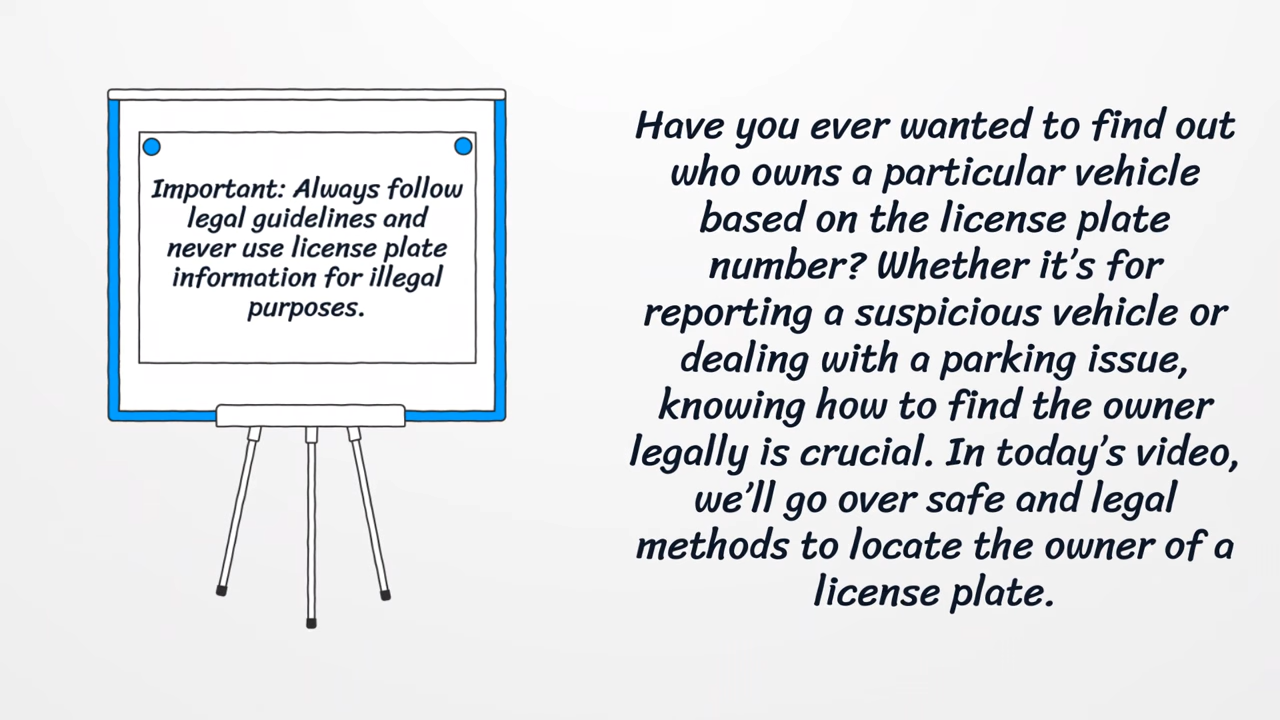 Important: Always follow
legal guidelines and
never use license plate
information for illegal
purposes.
Have you ever wanted to find out
who owns a particular vehicle
based on the license plate
number? Whether it's for
reporting a suspicious vehicle or
dealing with a parking issue,
knowing how to find the owner
legally is crucial. In today's video,
we'll go over safe and legal
methods to locate the owner of a
license plate.